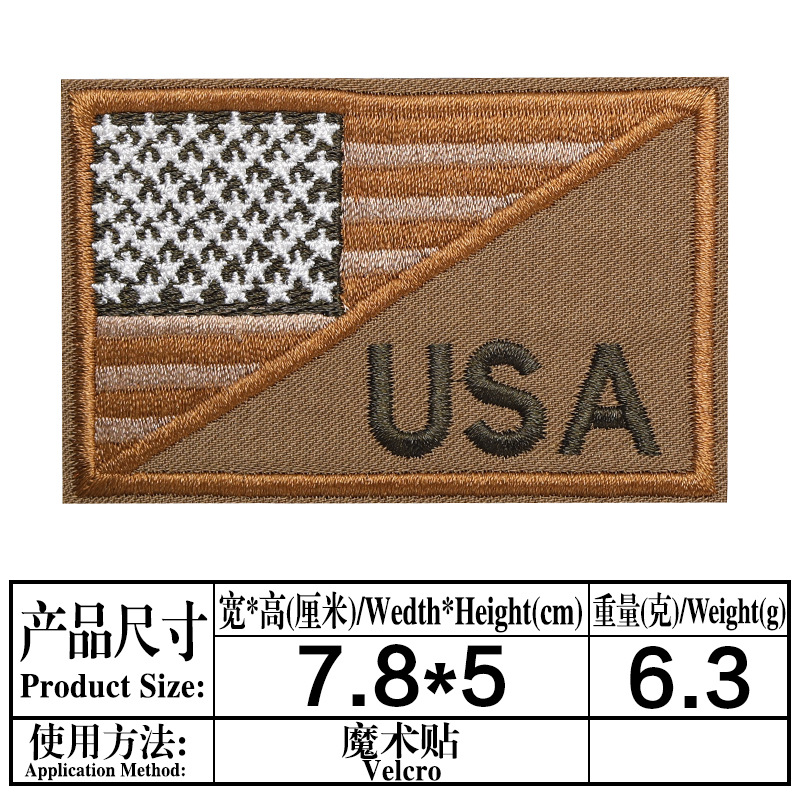 USA
产品尺寸
Product Size:
宽*高(厘米)/Wedth*Height(cm)
重量(克)/Weight(g)
7.8*5
6.3
使用方法:
Application Method:
魔术贴
Velcro